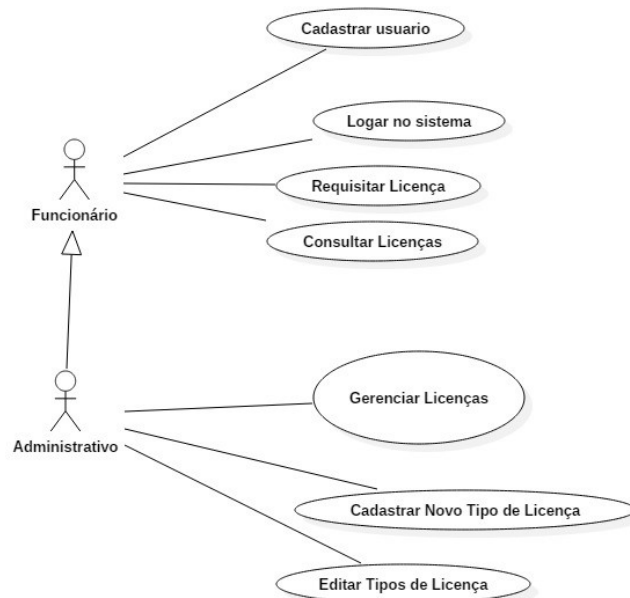 Cadastrar usuario
Logar no sistema
Requisitar Licença
Funcionário
Consultar Licenças
Gerenciar Licenças
Administrativo
Cadastrar Novo Tipo de Licença
Editar Tipos de Licença